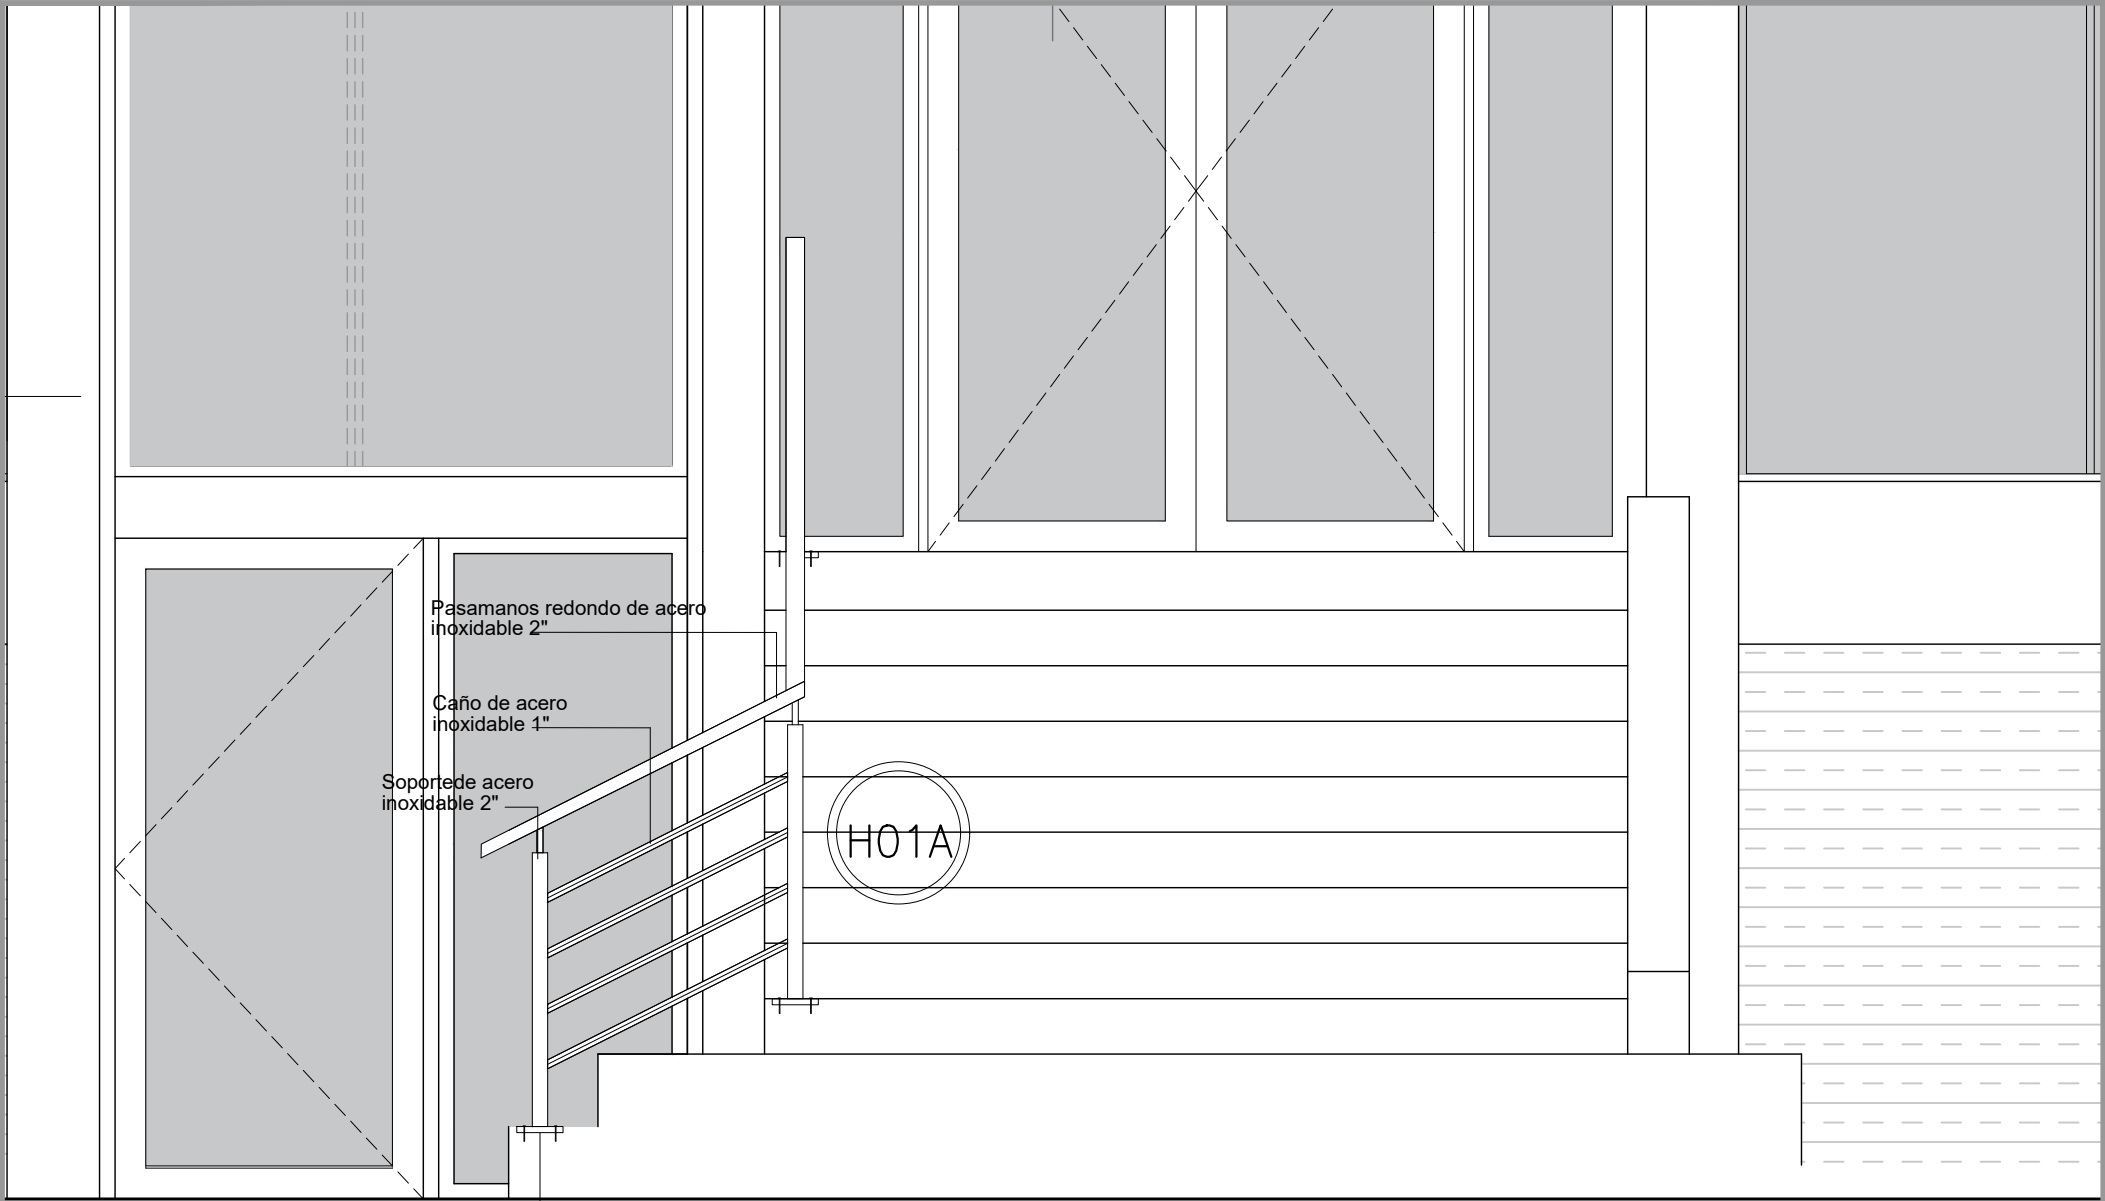 Pasamanos redondo de acero
inoxidable 2"
Caño de acero
inoxidable 1"
Soportede acero
inoxidable 2"
H01A